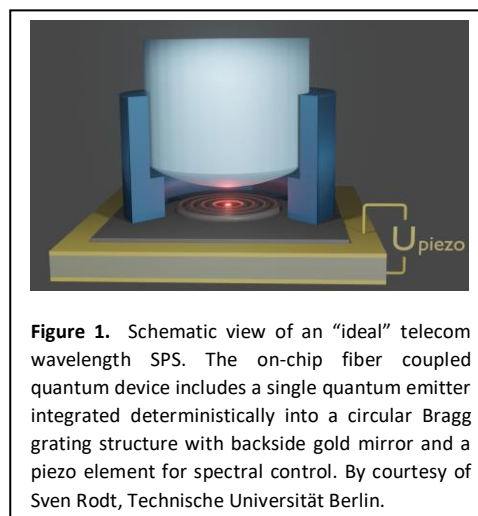 Upiezo
Figure 1. Schematic view of an “ideal” telecom
wavelength SPS. The on-chip fiber coupled
quantum device includes a single quantum emitter
integrated deterministically into a circular Bragg
grating structure with backside gold mirror and a
piezo element for spectral control. By courtesy of
Sven Rodt, Technische Universität Berlin.